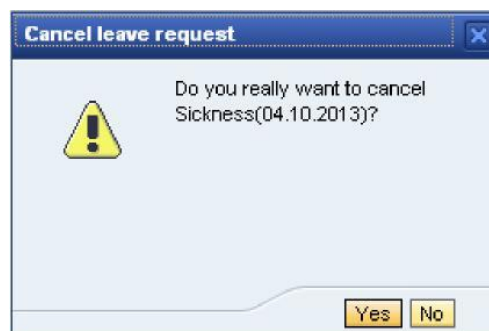 Cancel leave request
Do you really want to cancel
Sickness(04.10.2013)?
Yes No